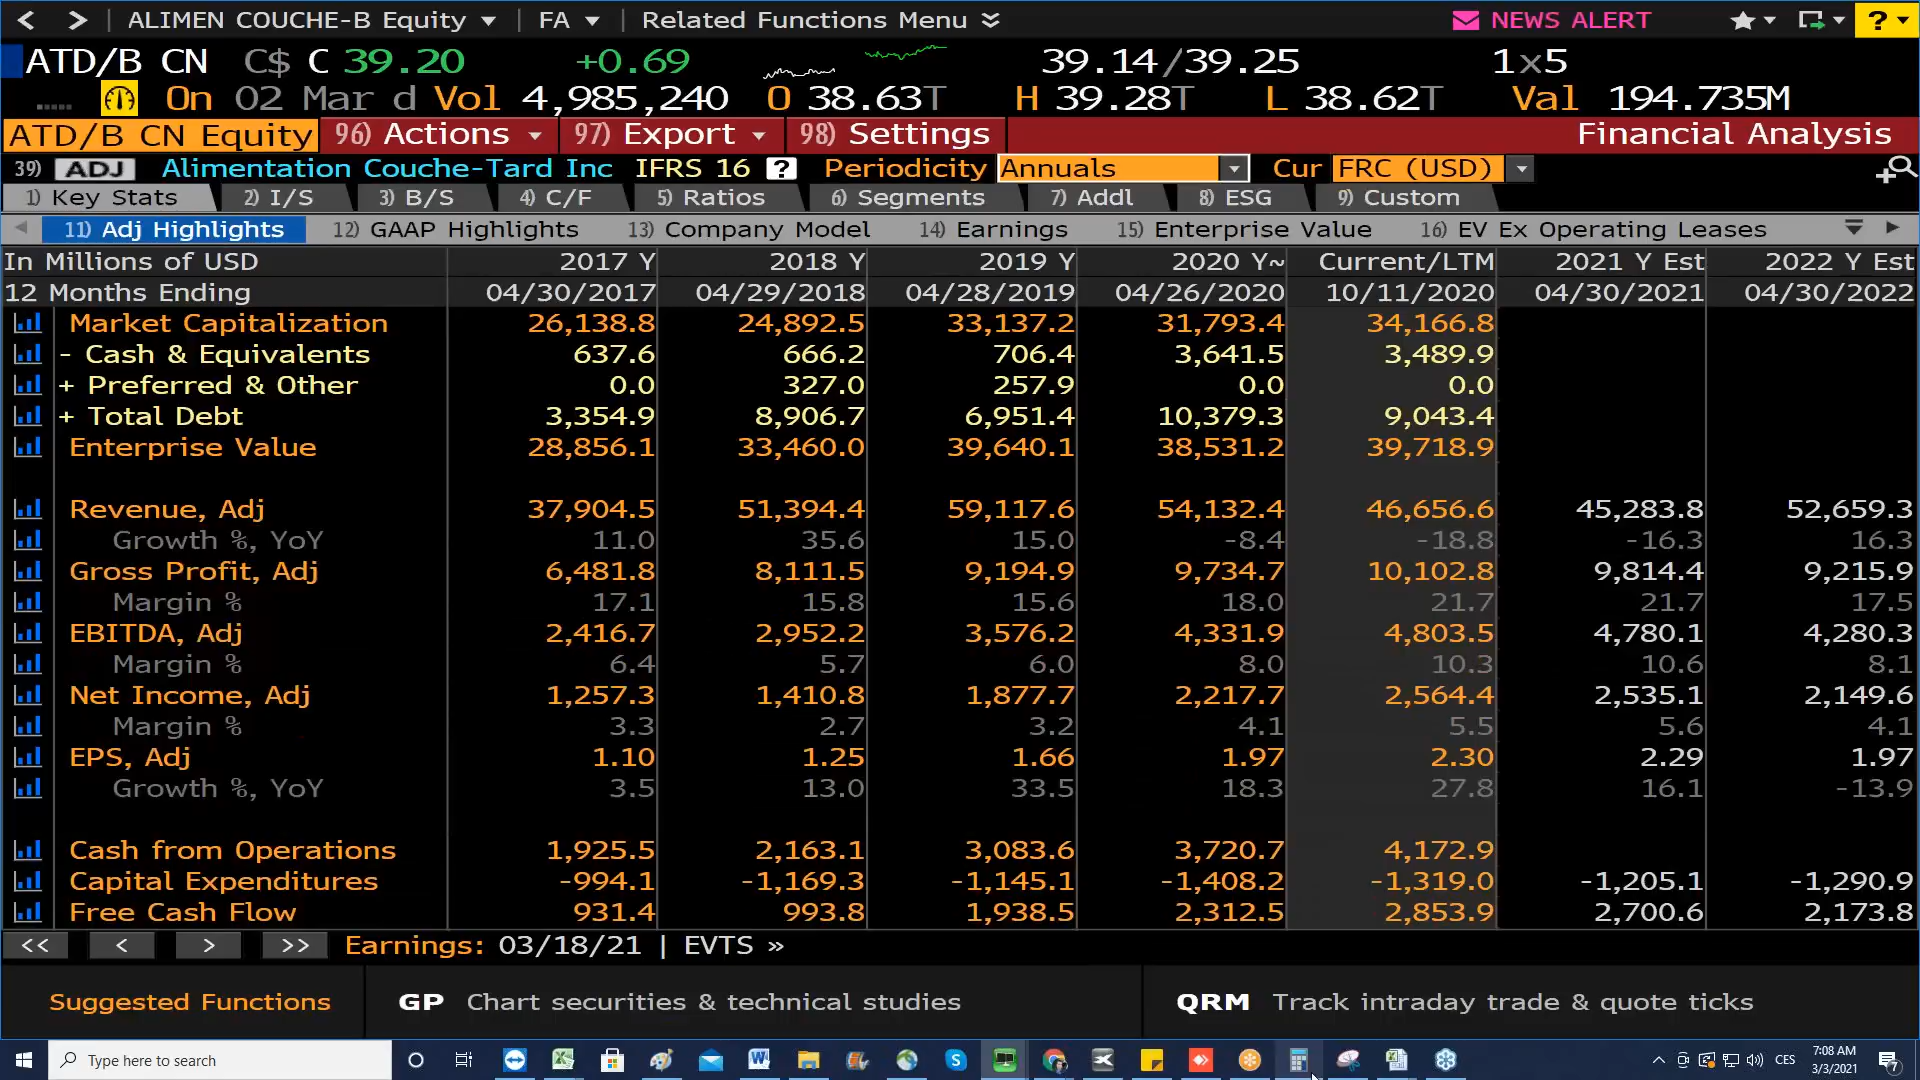 ALIMEN COUCHE-B Equity FA Related Functions Menu NEWS ALERT ?
ATD/B CN C$ C 39.20 +0.69 39.14/39.25 1x5
On 02 Mar d Vol 4,985,240 O 38.63T H 39.28T L 38.62T Val 194.735M
ATD/B CN Equity 96) Actions 97) Export 98) Settings Financial Analysis
39) ADJ Alimentation Couche-Tard Inc IFRS 16 ? Periodicity Annuals Cur FRC (USD)
1) Key Stats 2) I/S 3) B/S 4) C/F 5) Ratios 6) Segments 7) Addl 8) ESG 9) Custom
11) Adj Highlights 12) GAAP Highlights 13) Company Model 14) Earnings 15) Enterprise Value 16) EV Ex Operating Leases
In Millions of USD 2017 Y 2018 Y 2019 Y 2020 Y~ Current/LTM 2021 Y Est 2022 Y Est
12 Months Ending 04/30/2017 04/29/2018 04/28/2019 04/26/2020 10/11/2020 04/30/2021 04/30/2022
Market Capitalization 26,138.8 24,892.5 33,137.2 31,793.4 34,166.8
- Cash & Equivalents 637.6 666.2 706.4 3,641.5 3,489.9
+ Preferred & Other 0.0 327.0 257.9 0.0 0.0
+ Total Debt 3,354.9 8,906.7 6,951.4 10,379.3 9,043.4
Enterprise Value 28,856.1 33,460.0 39,640.1 38,531.2 39,718.9
Revenue, Adj 37,904.5 51,394.4 59,117.6 54,132.4 46,656.6 45,283.8 52,659.3
Growth %, YoY 11.0 35.6 15.0 -8.4 -18.8 -16.3 16.3
Gross Profit, Adj 6,481.8 8,111.5 9,194.9 9,734.7 10,102.8 9,814.4 9,215.9
Margin % 17.1 15.8 15.6 18.0 21.7 21.7 17.5
EBITDA, Adj 2,416.7 2,952.2 3,576.2 4,331.9 4,803.5 4,780.1 4,280.3
Margin % 6.4 5.7 6.0 8.0 10.3 10.6 8.1
Net Income, Adj 1,257.3 1,410.8 1,877.7 2,217.7 2,564.4 2,535.1 2,149.6
Margin % 3.3 2.7 3.2 4.1 5.5 5.6 4.1
EPS, Adj 1.10 1.25 1.66 1.97 2.30 2.29 1.97
Growth %, YoY 3.5 13.0 33.5 18.3 27.8 16.1 -13.9
Cash from Operations 1,925.5 2,163.1 3,083.6 3,720.7 4,172.9
Capital Expenditures -994.1 -1,169.3 -1,145.1 -1,408.2 -1,319.0 -1,205.1 -1,290.9
Free Cash Flow 931.4 993.8 1,938.5 2,312.5 2,853.9 2,700.6 2,173.8
<< < > >> Earnings: 03/18/21 | EVTS »
Suggested Functions GP Chart securities & technical studies QRM Track intraday trade & quote ticks
Type here to search CES 7:08 AM
3/3/2021 7